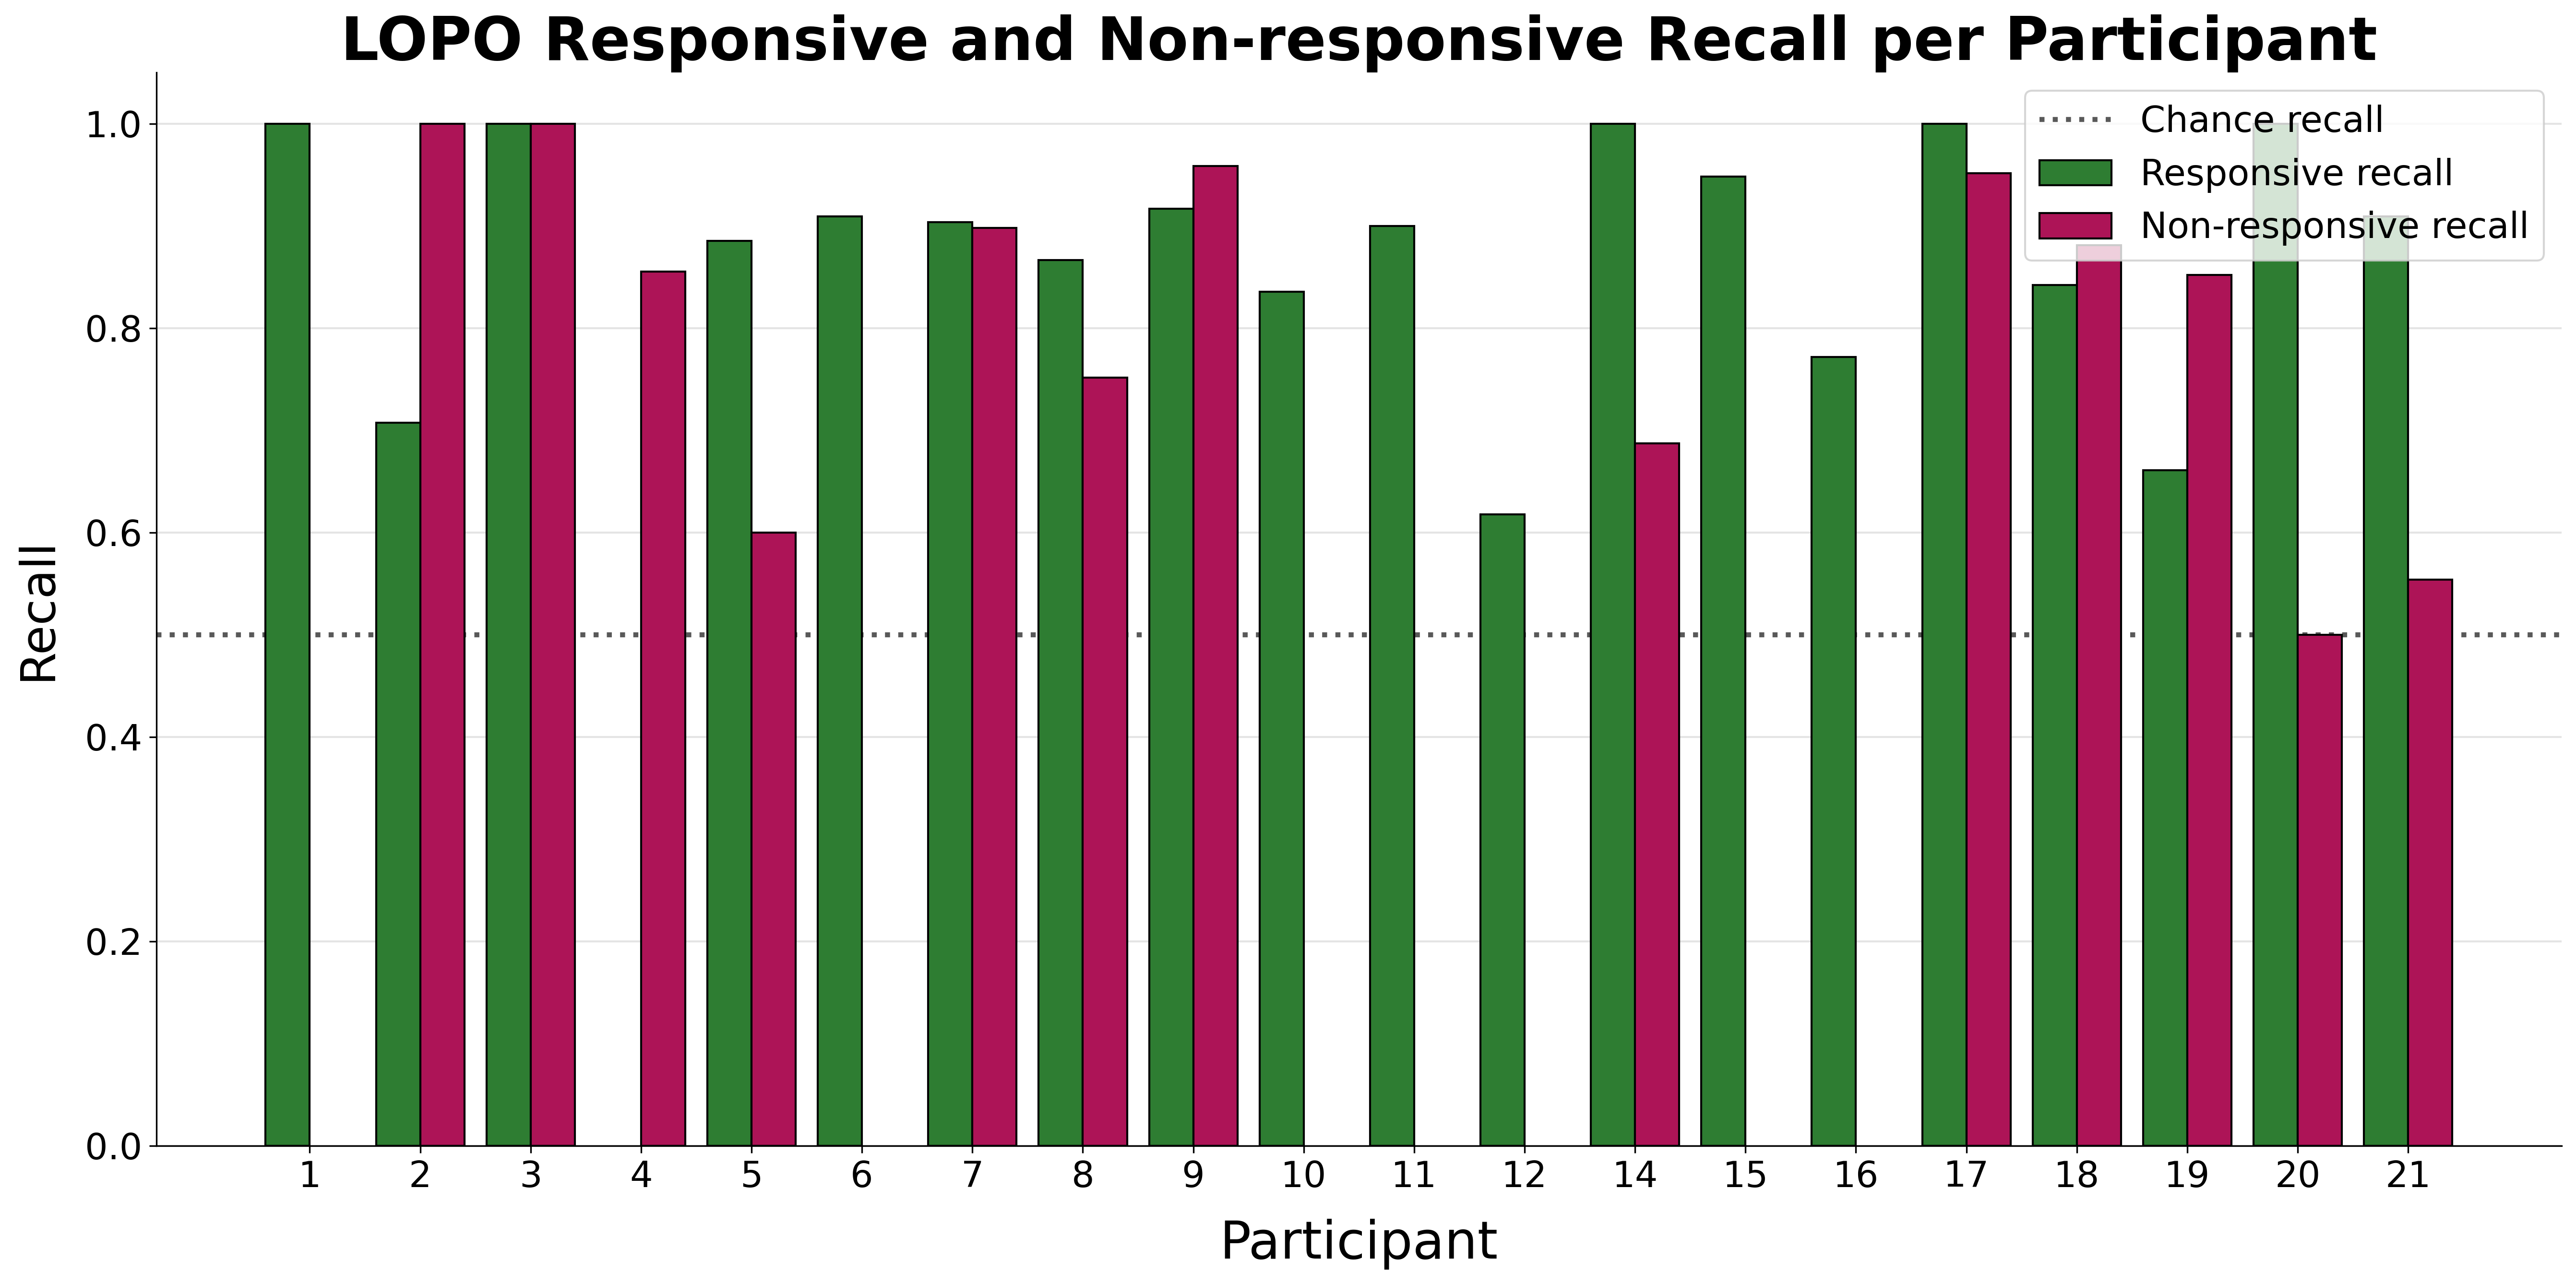 LOPO Responsive and Non-responsive Recall per Participant
Chance recall
Responsive recall
Non-responsive recall
1.0
0.8
0.6
0.4
0.2
0.0
Recall
1 2 3 4 5 6 7 8 9 10 11 12 14 15 16 17 18 19 20 21
Participant